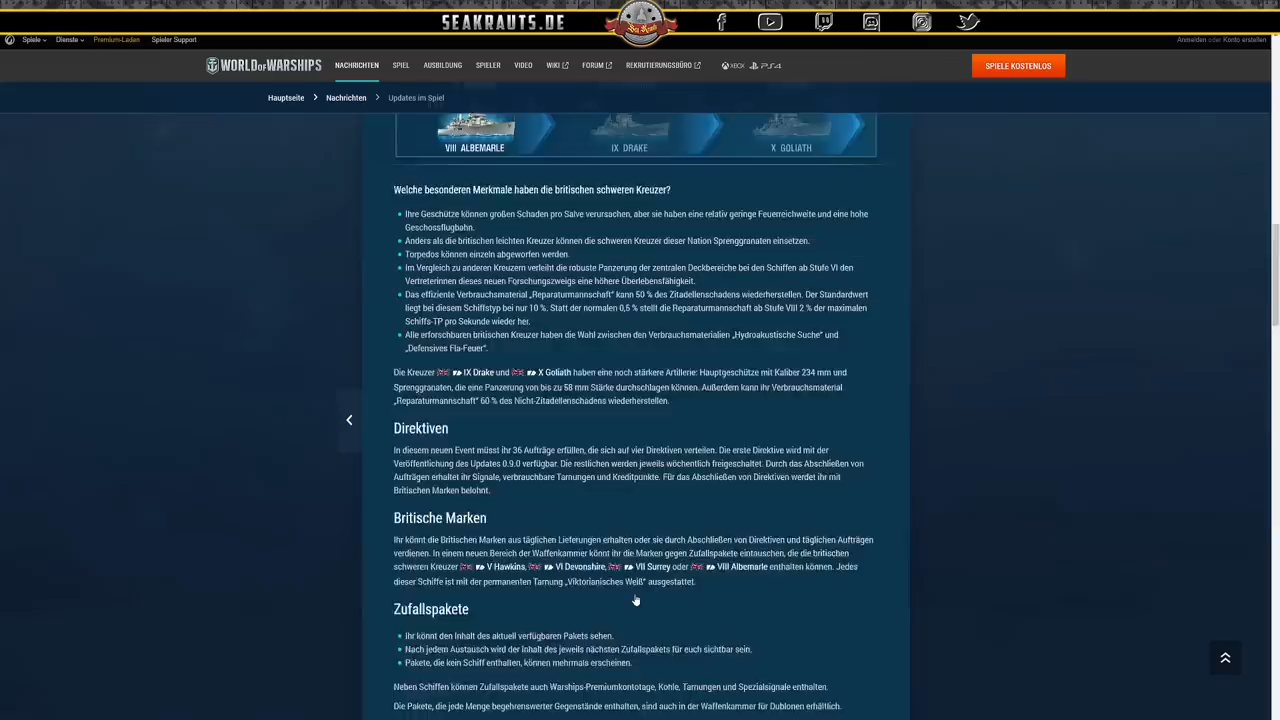 SEAKRAUTS.DE
Spiele Dienste Premium-Laden Spieler Support
Anmelden oder Konto erstellen
WORLD OF WARSHIPS NACHRICHTEN SPIEL AUSBILDUNG SPIELER VIDEO WIKI FORUM REKRUTIERUNGSBÜRO XBOX PS4 SPIELE KOSTENLOS
Hauptseite > Nachrichten > Updates im Spiel
VIII ALBEMARLE IX DRAKE X GOLIATH
Welche besonderen Merkmale haben die britischen schweren Kreuzer?
Ihre Geschütze können großen Schaden pro Salve verursachen, aber sie haben eine relativ geringe Feuerreichweite und eine hohe
Geschossflugbahn.
Anders als die britischen leichten Kreuzer können die schweren Kreuzer dieser Nation Sprenggranaten einsetzen.
Torpedos können einzeln abgeworfen werden.
Im Vergleich zu anderen Kreuzern verleiht die robuste Panzerung der zentralen Deckbereiche bei den Schiffen ab Stufe VI den
Vertreterinnen dieses neuen Forschungszweigs eine höhere Überlebensfähigkeit.
Das effiziente Verbrauchsmaterial „Reparaturmannschaft“ kann 50 % des Zitadellenschadens wiederherstellen. Der Standardwert
liegt bei diesem Schiffstyp bei nur 10 %. Statt der normalen 0,5 % stellt die Reparaturmannschaft ab Stufe VIII 2 % der maximalen
Schiffs-TP pro Sekunde wieder her.
Alle erforschbaren britischen Kreuzer haben die Wahl zwischen den Verbrauchsmaterialien „Hydroakustische Suche“ und
„Defensives Fla-Feuer“.
Die Kreuzer IX Drake und X Goliath haben eine noch stärkere Artillerie: Hauptgeschütze mit Kaliber 234 mm und
Sprenggranaten, die eine Panzerung von bis zu 58 mm Stärke durchschlagen können. Außerdem kann ihr Verbrauchsmaterial
„Reparaturmannschaft“ 60 % des Nicht-Zitadellenschadens wiederherstellen.
Direktiven
In diesem neuen Event müsst ihr 36 Aufträge erfüllen, die sich auf vier Direktiven verteilen. Die erste Direktive wird mit der
Veröffentlichung des Updates 0.9.0 verfügbar. Die restlichen werden jeweils wöchentlich freigeschaltet. Durch das Abschließen von
Aufträgen erhaltet ihr Signale, verbrauchbare Tarnungen und Kreditpunkte. Für das Abschließen von Direktiven werdet ihr mit
Britischen Marken belohnt.
Britische Marken
Ihr könnt die Britischen Marken aus täglichen Lieferungen erhalten oder sie durch Abschließen von Direktiven und täglichen Aufträgen
verdienen. In einem neuen Bereich der Waffenkammer könnt ihr die Marken gegen Zufallspakete eintauschen, die die britischen
schweren Kreuzer V Hawkins, VI Devonshire, VII Surrey oder VIII Albemarle enthalten können. Jedes
dieser Schiffe ist mit der permanenten Tarnung „Viktorianisches Weiß“ ausgestattet.
Zufallspakete
Ihr könnt den Inhalt des aktuell verfügbaren Pakets sehen.
Nach jedem Austausch wird der Inhalt des jeweils nächsten Zufallspakets für euch sichtbar sein.
Pakete, die kein Schiff enthalten, können mehrmals erscheinen.
Neben Schiffen können Zufallspakete auch Warships-Premiumkontotage, Kohle, Tarnungen und Spezialsignale enthalten.
Die Pakete, die jede Menge begehrenswerter Gegenstände enthalten, sind auch in der Waffenkammer für Dublonen erhältlich.